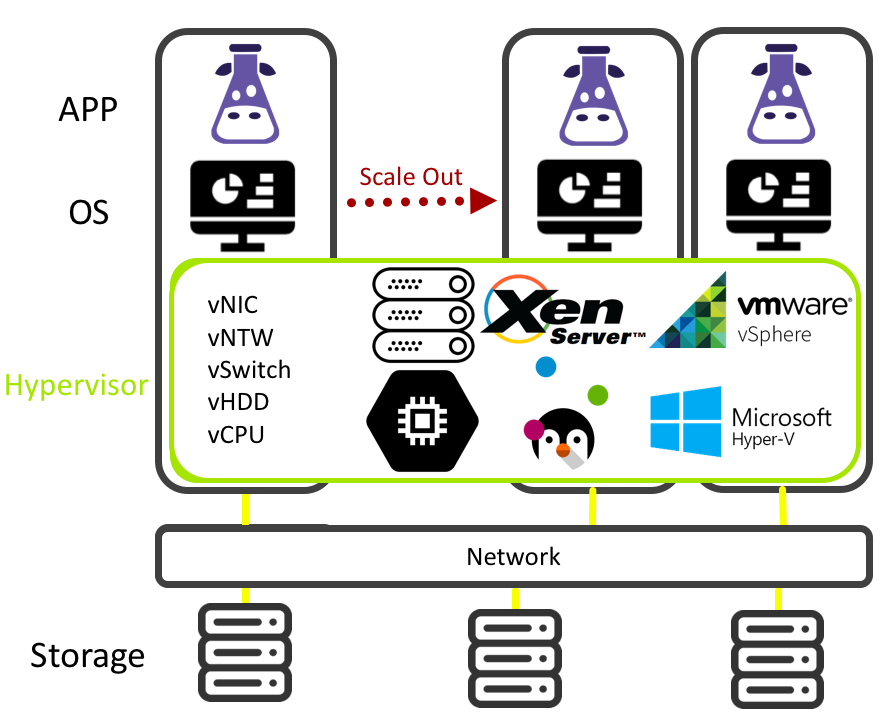 APP
OS
Scale Out
Hypervisor
vNIC
vNTW
vSwitch
vHDD
vCPU
Xen
Server™
vmware®
vSphere
Microsoft
Hyper-V
Network
Storage